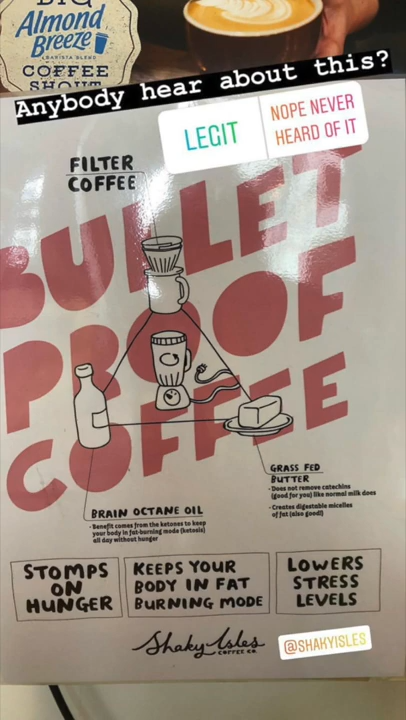 BIG
Almond
Breeze
BARISTA BLEND
COFFEE
SHOUT
Anybody hear about this?
LEGIT
NOPE NEVER
HEARD OF IT
FILTER
COFFEE
BULLET
PROOF
COFFEE
GRASS FED
BUTTER
- Does not remove catechins
(good for you) like normal milk does
- Creates digestable micelles
of fat (also good!)
BRAIN OCTANE OIL
- Benefit comes from the ketones to keep
your body in fat-burning mode (ketosis)
all day without hunger
STOMPS
ON
HUNGER
KEEPS YOUR
BODY IN FAT
BURNING MODE
LOWERS
STRESS
LEVELS
Shaky Isles
COFFEE CO.
@SHAKYISLES